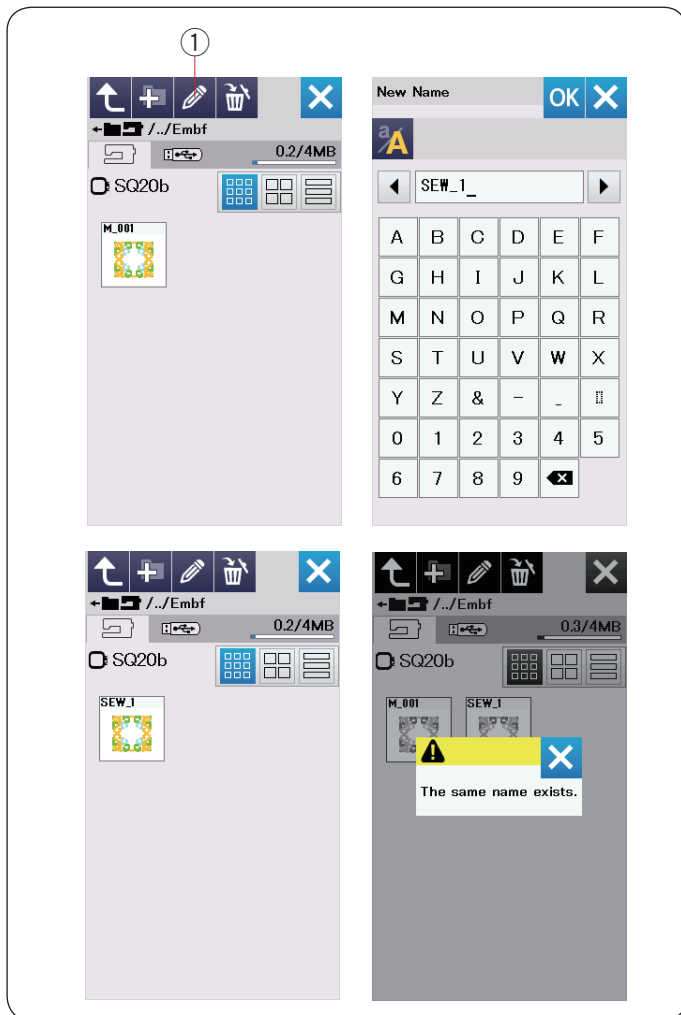 1
/../Embf
0.2/4MB
SQ20b
M_001
New Name
OK
a/A
SEW_1_
A B C D E F
G H I J K L
M N O P Q R
S T U V W X
Y Z & - _
0 1 2 3 4 5
6 7 8 9
/../Embf
0.2/4MB
SQ20b
SEW_1
/../Embf
0.3/4MB
SQ20b
M_001 SEW_1
The same name exists.